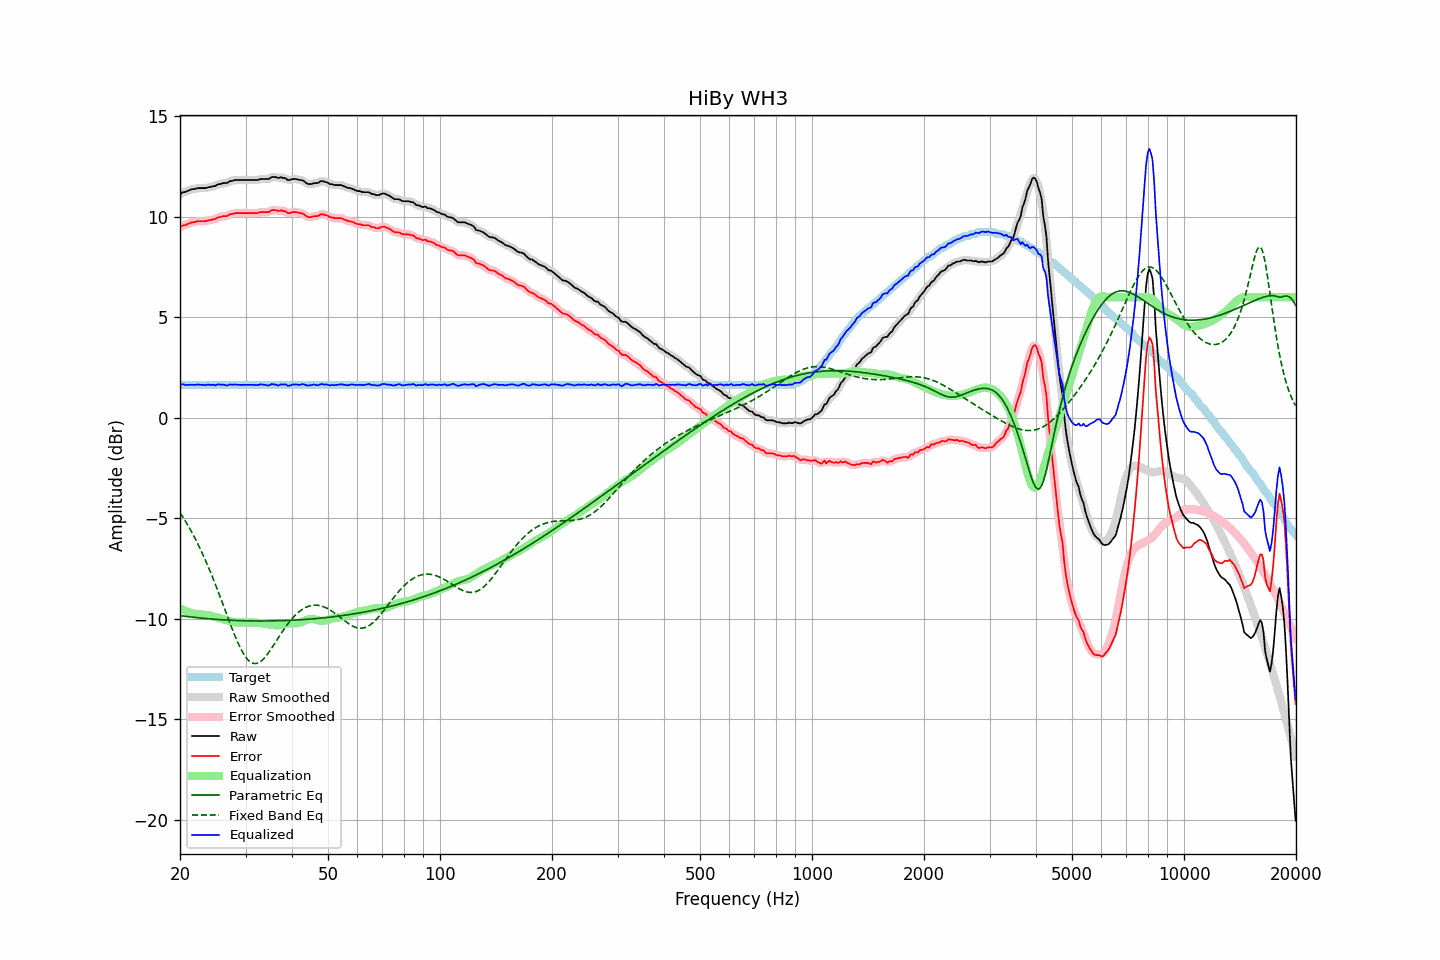 HiBy WH3
Amplitude (dBr)
15
10
5
0
−5
−10
−15
−20
Target
Raw Smoothed
Error Smoothed
Raw
Error
Equalization
Parametric Eq
Fixed Band Eq
Equalized
20 50 100 200 500 1000 2000 5000 10000 20000
Frequency (Hz)